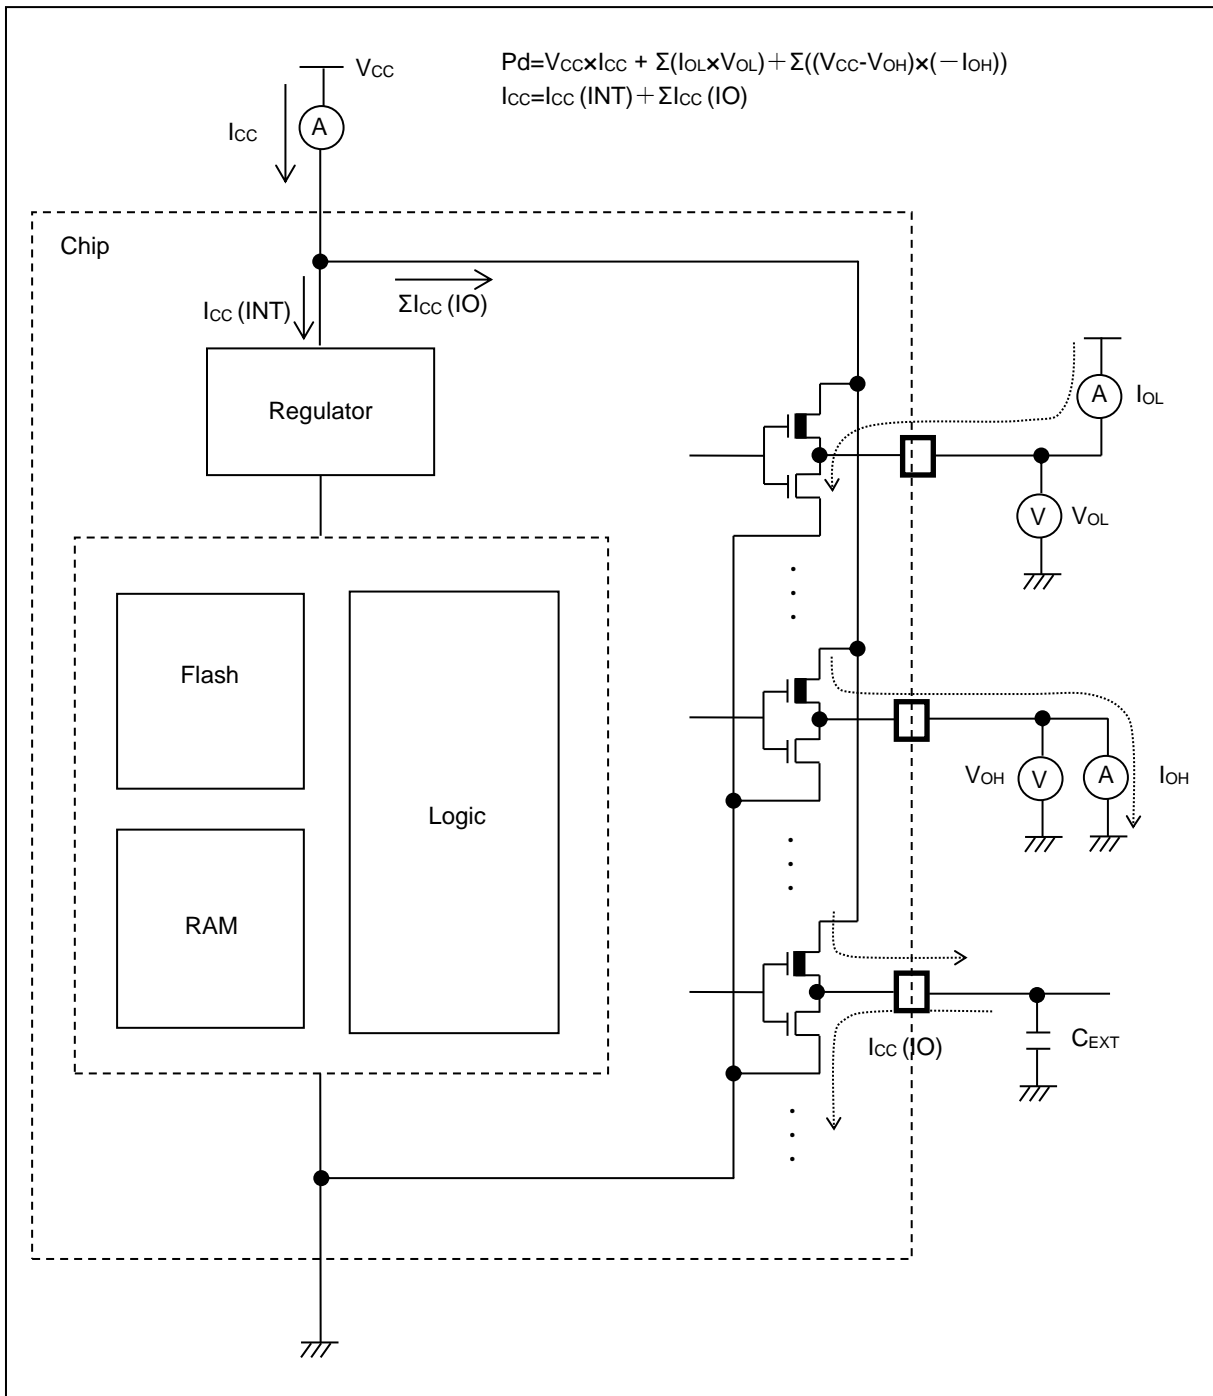 Pd=VCC×ICC + Σ(IOL×VOL)+Σ((VCC-VOH)×(-IOH))
ICC=ICC (INT)+ΣICC (IO)
VCC
A
ICC
Chip
ICC (INT)
ΣICC (IO)
Regulator
A
IOL
V
VOL
Flash
Logic
RAM
VOH
V
A
IOH
ICC (IO)
CEXT